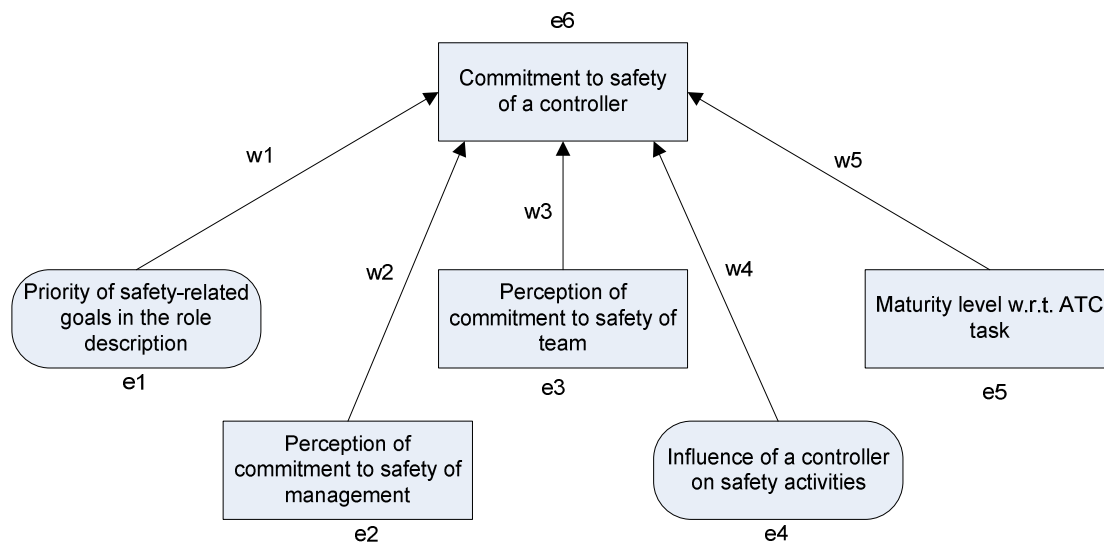 e6
Commitment to safety
of a controller
w1
w2
w3
w4
w5
Priority of safety-related
goals in the role
description
e1
Perception of
commitment to safety of
management
e2
Perception of
commitment to safety of
team
e3
Influence of a controller
on safety activities
e4
Maturity level w.r.t. ATC
task
e5